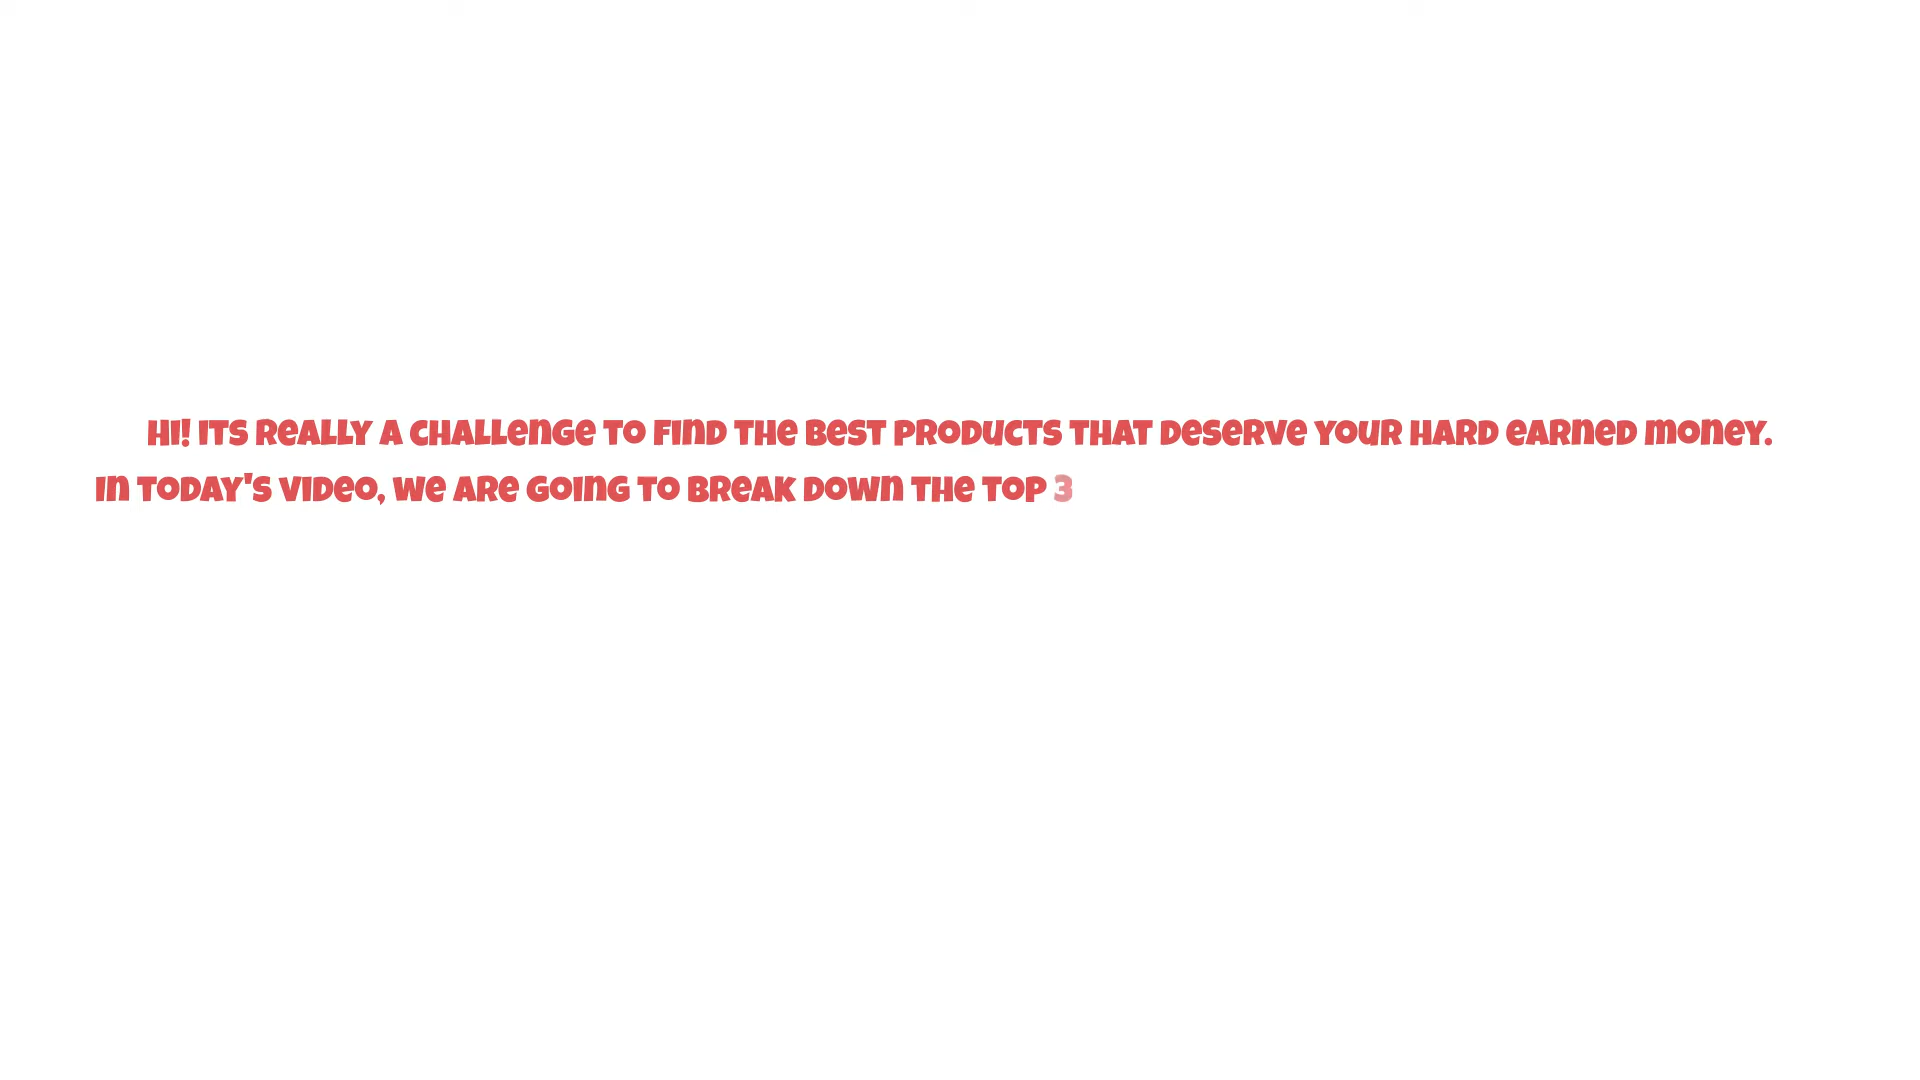 Hi! Its really a challenge to find the best products that deserve your hard earned money.
In today's video, we are going to break down the top 3